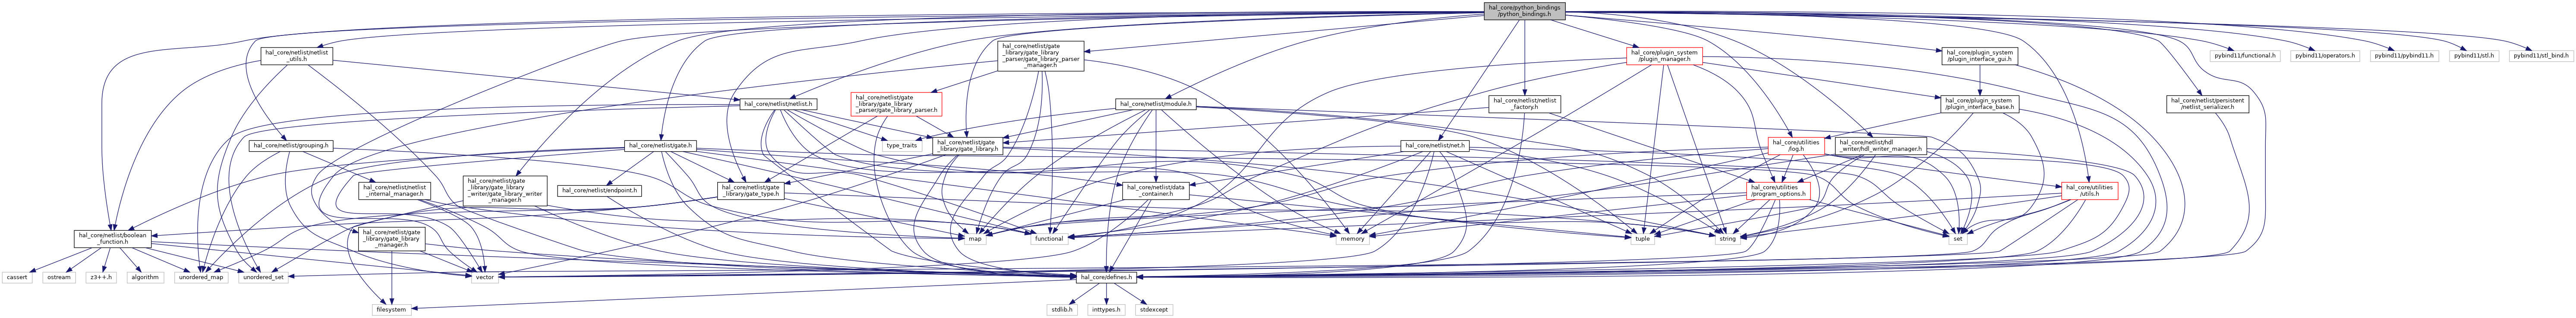 hal_core/python_bindings
/python_bindings.h
hal_core/netlist/netlist
_utils.h
hal_core/netlist/gate
_library/gate_library
_parser/gate_library_parser
_manager.h
hal_core/plugin_system
/plugin_manager.h
hal_core/plugin_system
/plugin_interface_gui.h
pybind11/functional.h
pybind11/operators.h
pybind11/pybind11.h
pybind11/stl.h
pybind11/stl_bind.h
hal_core/netlist/netlist.h
hal_core/netlist/gate
_library/gate_library
_parser/gate_library_parser.h
hal_core/netlist/module.h
hal_core/netlist/netlist
_factory.h
hal_core/plugin_system
/plugin_interface_base.h
hal_core/netlist/persistent
/netlist_serializer.h
hal_core/netlist/grouping.h
hal_core/netlist/gate.h
type_traits
hal_core/netlist/gate
_library/gate_library.h
hal_core/netlist/net.h
hal_core/utilities
/log.h
hal_core/netlist/hdl
_writer/hdl_writer_manager.h
hal_core/netlist/netlist
_internal_manager.h
hal_core/netlist/gate
_library/gate_library
_writer/gate_library_writer
_manager.h
hal_core/netlist/endpoint.h
hal_core/netlist/gate
_library/gate_type.h
hal_core/netlist/data
_container.h
hal_core/utilities
/program_options.h
hal_core/utilities
/utils.h
hal_core/netlist/boolean
_function.h
hal_core/netlist/gate
_library/gate_library
_manager.h
map
functional
memory
tuple
string
set
cassert
ostream
z3++.h
algorithm
unordered_map
unordered_set
vector
hal_core/defines.h
filesystem
stdlib.h
inttypes.h
stdexcept